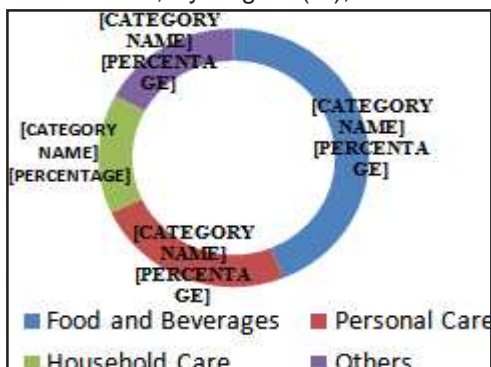 [CATEGORY
NAME]
[PERCENTA
GE]
[CATEGORY
NAME]
[PERCENTA
GE]
[CATEGORY
NAME]
[PERCENTAGE]
[CATEGORY
NAME]
[PERCENTA
GE]
Food and Beverages
Personal Care
Household Care
Others